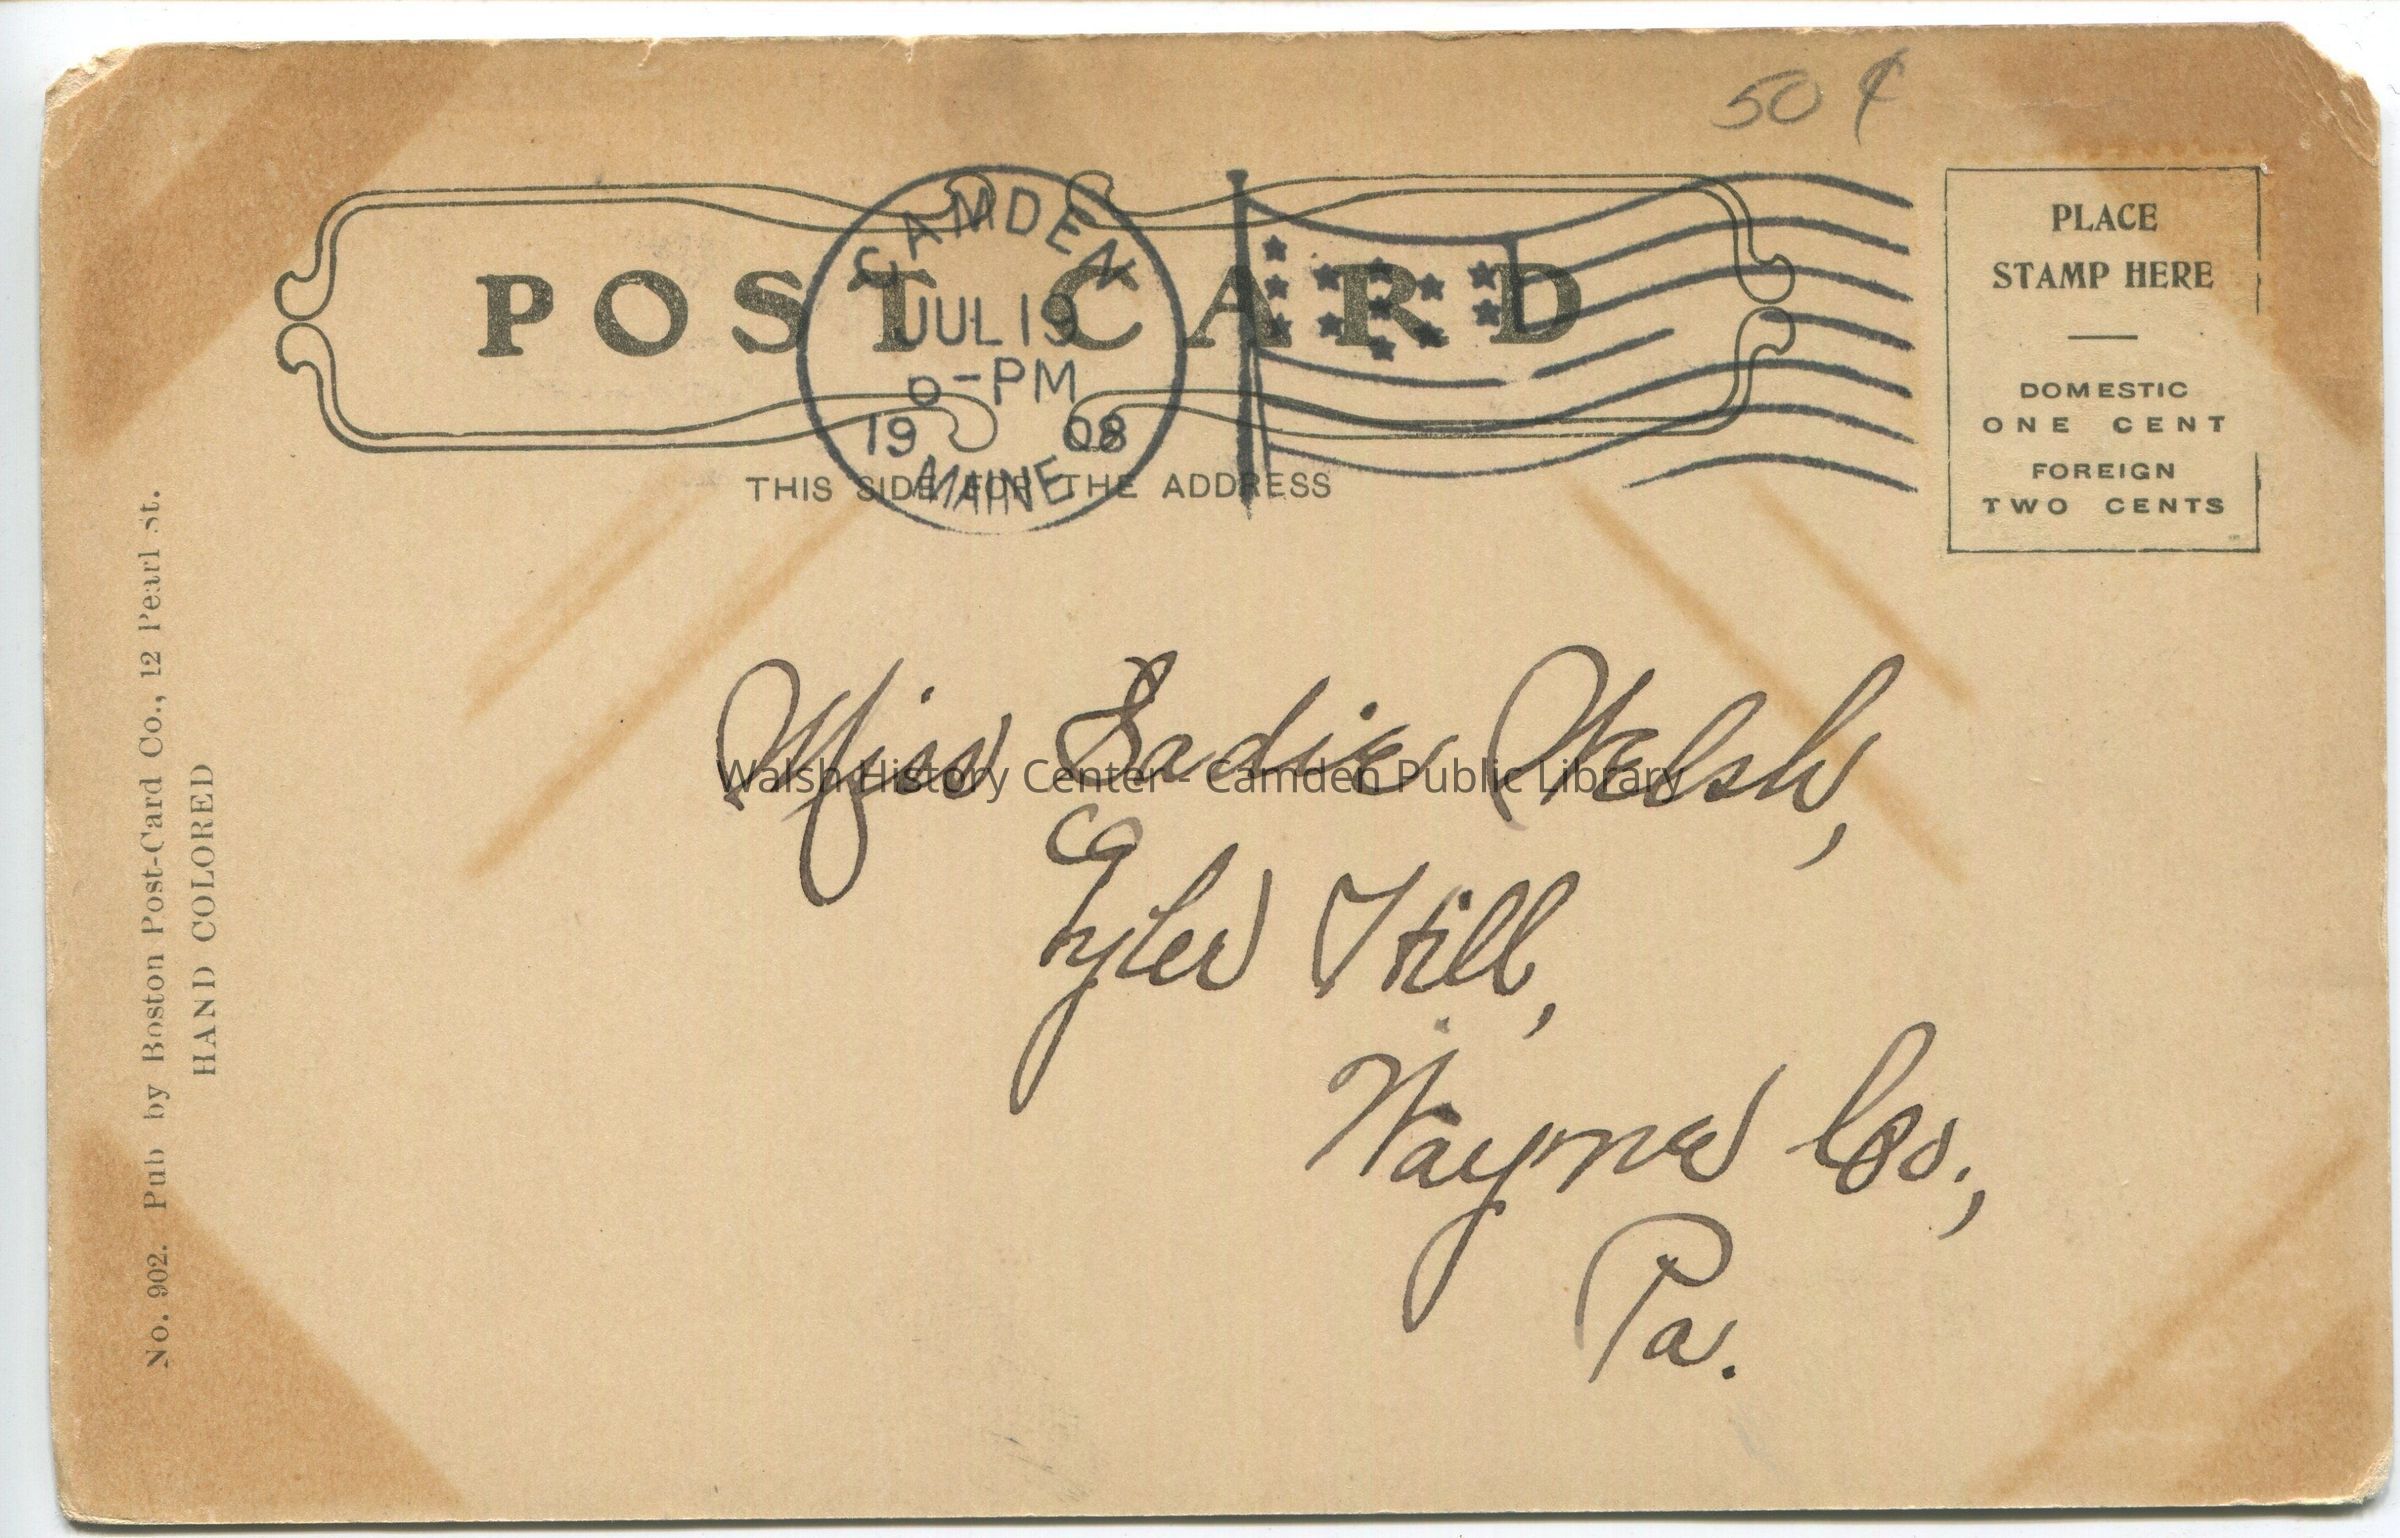 50 ¢
POST CARD
CAMDEN
JUL 19
-PM
19 08
MAINE
PLACE
STAMP HERE
DOMESTIC
ONE CENT
FOREIGN
TWO CENTS
THIS SIDE FOR THE ADDRESS
Miss Sadie Welsh,
Walsh History Center - Camden Public Library
Tyler Hill,
Wayne Co.,
Pa.
No. 902. Pub by Boston Post-Card Co., 12 Pearl St.
HAND COLORED